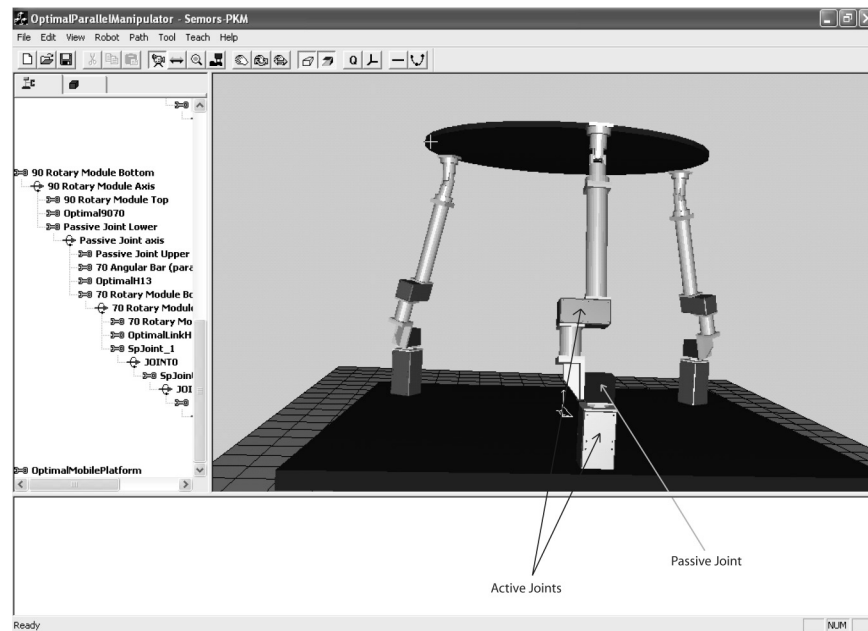 OptimalParallelManipulator - Semors-PKM
File Edit View Robot Path Tool Teach Help
Q
90 Rotary Module Bottom
90 Rotary Module Axis
90 Rotary Module Top
Optimal9070
Passive Joint Lower
Passive Joint axis
Passive Joint Upper
70 Angular Bar (para
OptimalH13
70 Rotary Module Bo
70 Rotary Module
70 Rotary Mo
OptimalLinkH
SpJoint_1
JOINT0
SpJoint
JOI
OptimalMobilePlatform
Passive Joint
Active Joints
Ready NUM